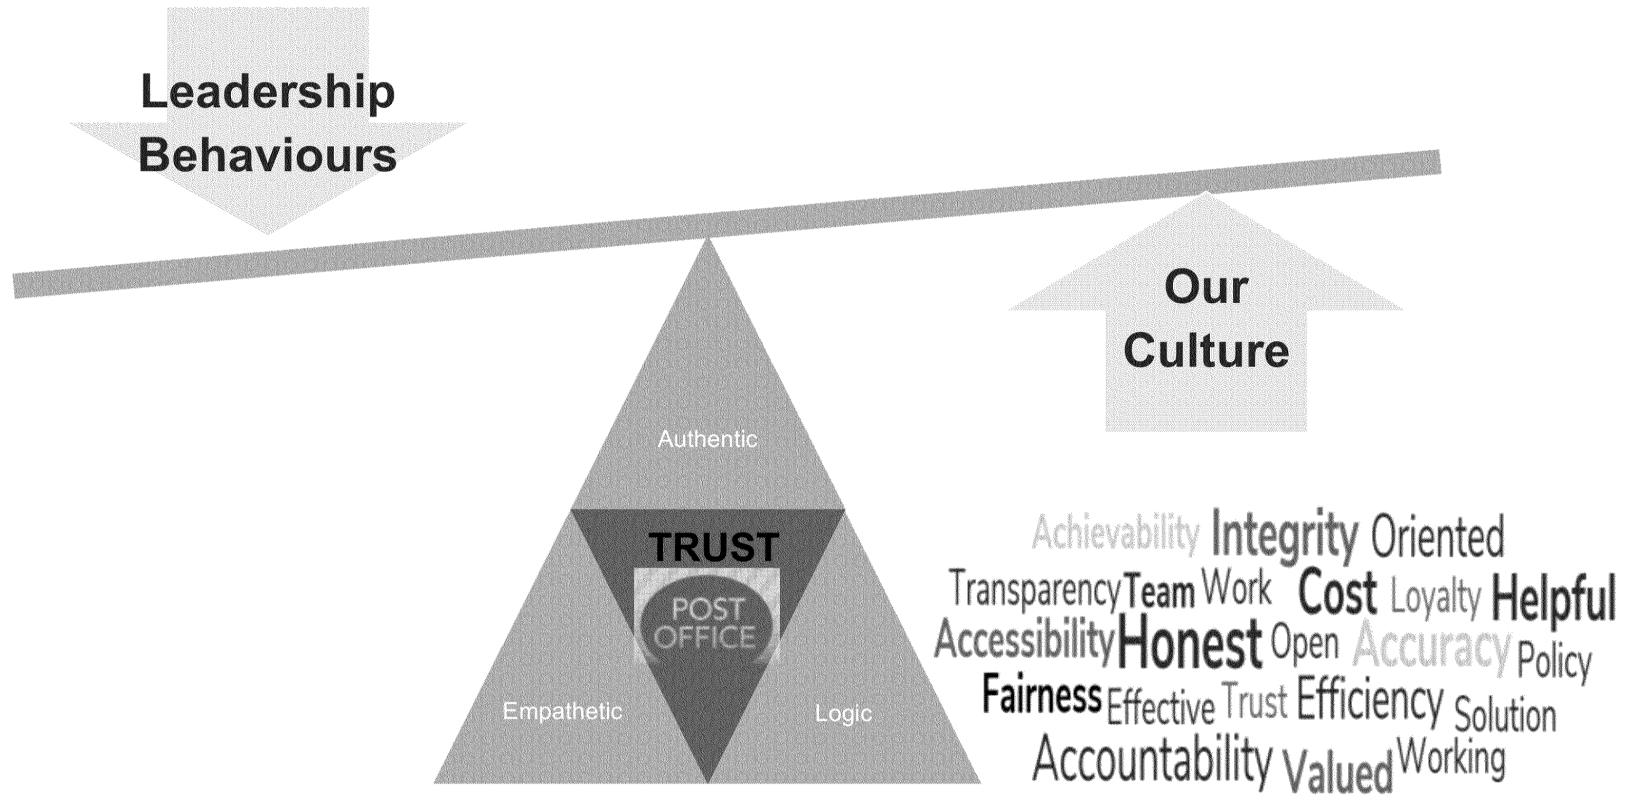 Leadership
Behaviours
Our
Culture
Authentic
TRUST
POST
OFFICE
Empathetic
Logic
Achievability Integrity Oriented
Transparency Team Work Cost Loyalty Helpful
Accessibility Honest Open Accuracy Policy
Fairness Effective Trust Efficiency Solution
Accountability Valued Working